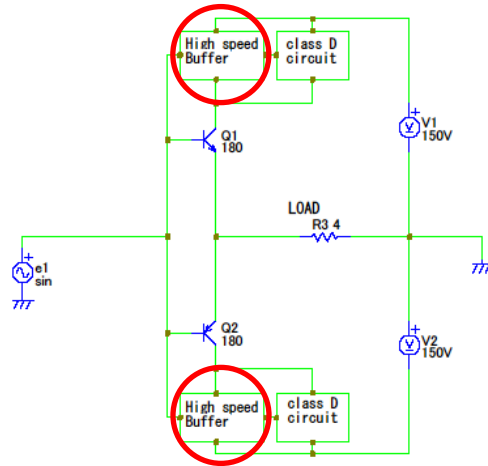 High speed
Buffer
class D
circuit
V1
150V
Q1
180
LOAD
R3 4
e1
sin
Q2
180
V2
150V
High speed
Buffer
class D
circuit